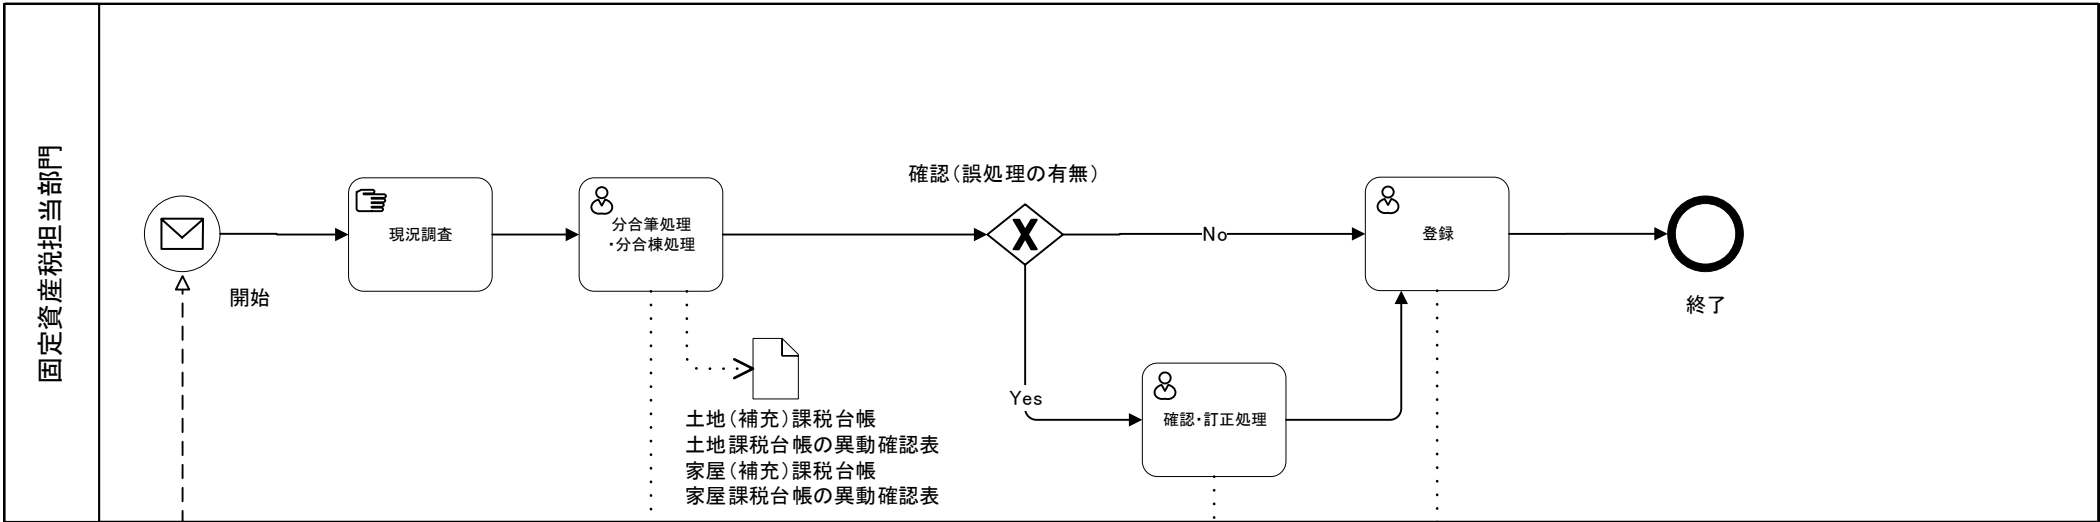 固定資産税担当部門
開始
現況調査
分合筆処理
・分合棟処理
土地（補充）課税台帳
土地課税台帳の異動確認表
家屋（補充）課税台帳
家屋課税台帳の異動確認表
確認（誤処理の有無）
No
Yes
確認・訂正処理
登録
終了